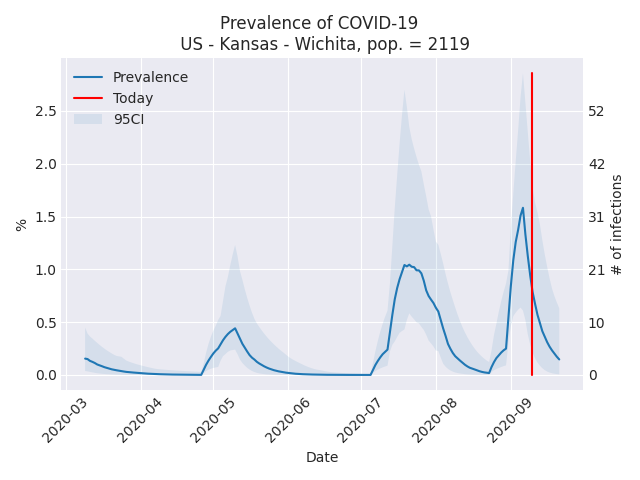 Prevalence of COVID-19
US - Kansas - Wichita, pop. = 2119
Prevalence
Today
95CI
2.5
2.0
1.5
1.0
0.5
0.0
%
52
42
31
21
10
0
# of infections
2020-03
2020-04
2020-05
2020-06
2020-07
2020-08
2020-09
Date